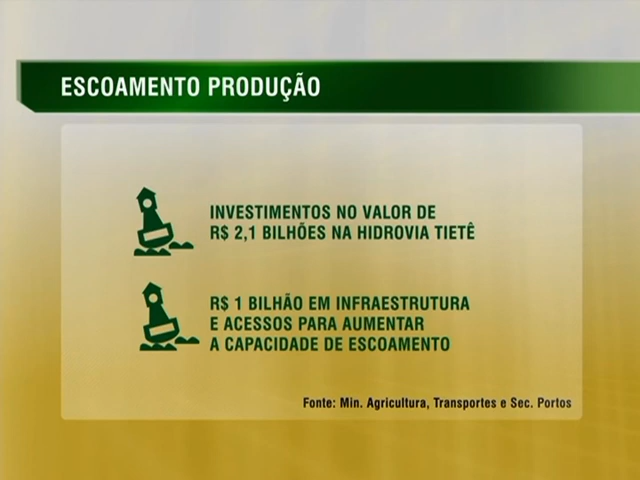 ESCOAMENTO PRODUÇÃO
INVESTIMENTOS NO VALOR DE
R$ 2,1 BILHÕES NA HIDROVIA TIETÊ
R$ 1 BILHÃO EM INFRAESTRUTURA
E ACESSOS PARA AUMENTAR
A CAPACIDADE DE ESCOAMENTO
Fonte: Min. Agricultura, Transportes e Sec. Portos